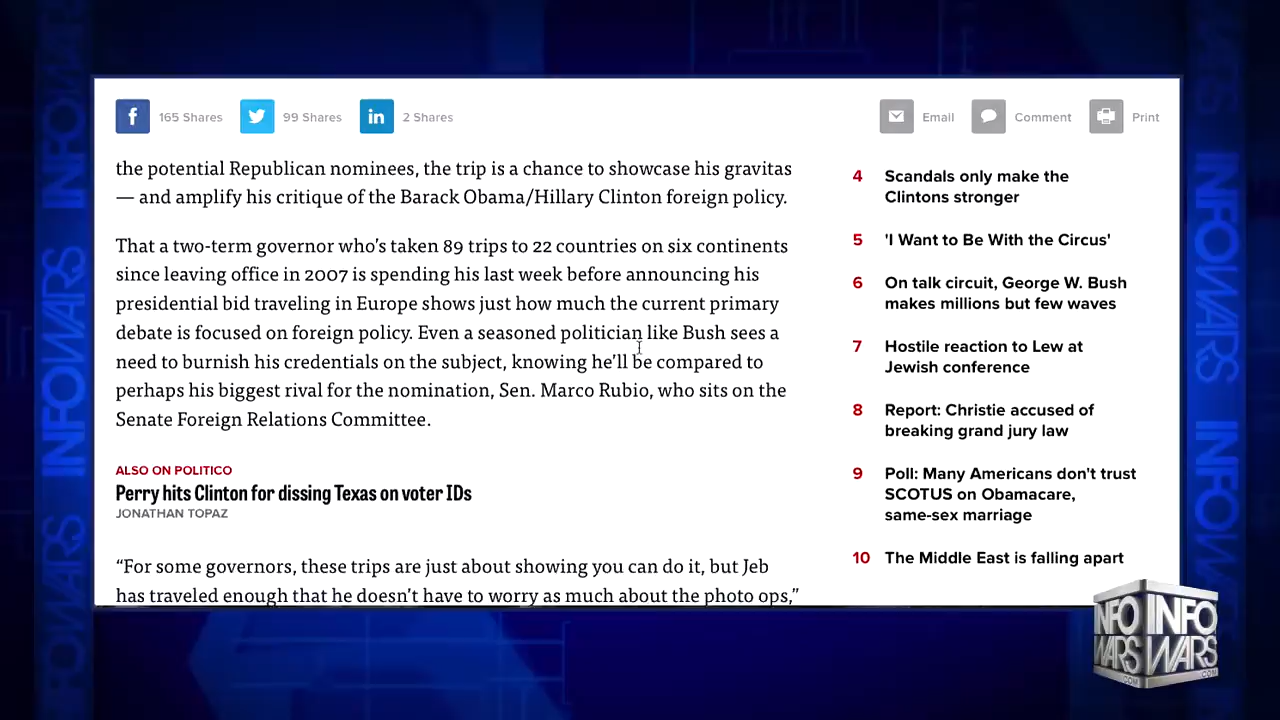 165 Shares
99 Shares
2 Shares
Email
Comment
Print
the potential Republican nominees, the trip is a chance to showcase his gravitas
— and amplify his critique of the Barack Obama/Hillary Clinton foreign policy.
That a two-term governor who’s taken 89 trips to 22 countries on six continents
since leaving office in 2007 is spending his last week before announcing his
presidential bid traveling in Europe shows just how much the current primary
debate is focused on foreign policy. Even a seasoned politician like Bush sees a
need to burnish his credentials on the subject, knowing he’ll be compared to
perhaps his biggest rival for the nomination, Sen. Marco Rubio, who sits on the
Senate Foreign Relations Committee.
ALSO ON POLITICO
Perry hits Clinton for dissing Texas on voter IDs
JONATHAN TOPAZ
“For some governors, these trips are just about showing you can do it, but Jeb
has traveled enough that he doesn’t have to worry as much about the photo ops,”
4 Scandals only make the
Clintons stronger
5 'I Want to Be With the Circus'
6 On talk circuit, George W. Bush
makes millions but few waves
7 Hostile reaction to Lew at
Jewish conference
8 Report: Christie accused of
breaking grand jury law
9 Poll: Many Americans don't trust
SCOTUS on Obamacare,
same-sex marriage
10 The Middle East is falling apart
INFOWARS
INFOWARS
INFOWARS
INFOWARS
INFO INFO
WARS WARS
.COM .COM